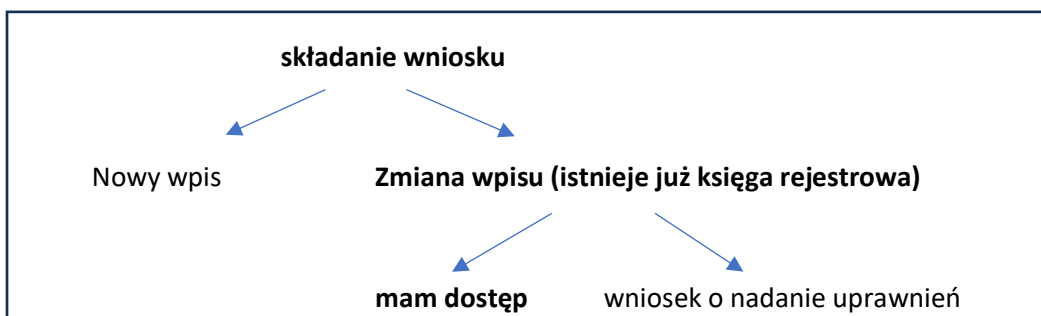 składanie wniosku
Nowy wpis Zmiana wpisu (istnieje już księga rejestrowa)
mam dostęp wniosek o nadanie uprawnień